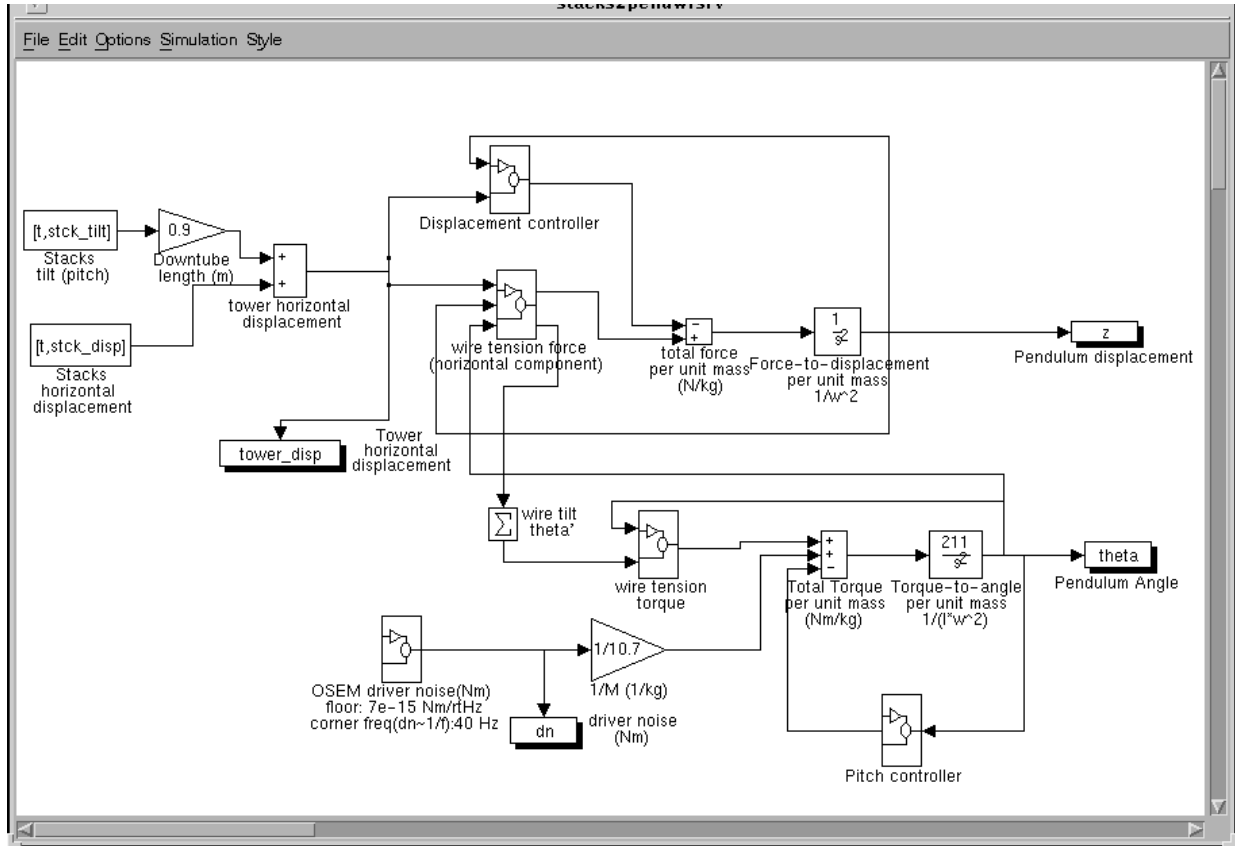 stacks2pendwfsrv
File Edit Options Simulation Style
Displacement controller
[t,stck_tilt]
Stacks
tilt (pitch)
0.9
Downtube
length (m)
+
+
tower horizontal
displacement
[t,stck_disp]
Stacks
horizontal
displacement
wire tension force
(horizontal component)
−
+
total force
per unit mass
(N/kg)
1
s^2
Force-to-displacement
per unit mass
1/w^2
z
Pendulum displacement
tower_disp
Tower
horizontal
displacement
Σ
wire tilt
theta'
wire tension
torque
+
+
−
Total Torque
per unit mass
(Nm/kg)
211
s^2
Torque-to-angle
per unit mass
1/(I*w^2)
theta
Pendulum Angle
OSEM driver noise(Nm)
floor: 7e-15 Nm/rtHz
corner freq(dn~1/f):40 Hz
1/10.7
1/M (1/kg)
dn
driver noise
(Nm)
Pitch controller